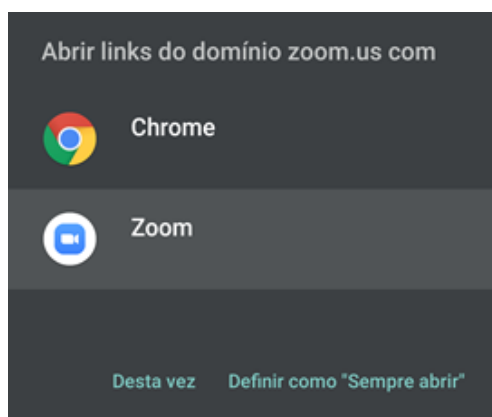 Abrir links do domínio zoom.us com
Chrome
Zoom
Desta vez Definir como "Sempre abrir"